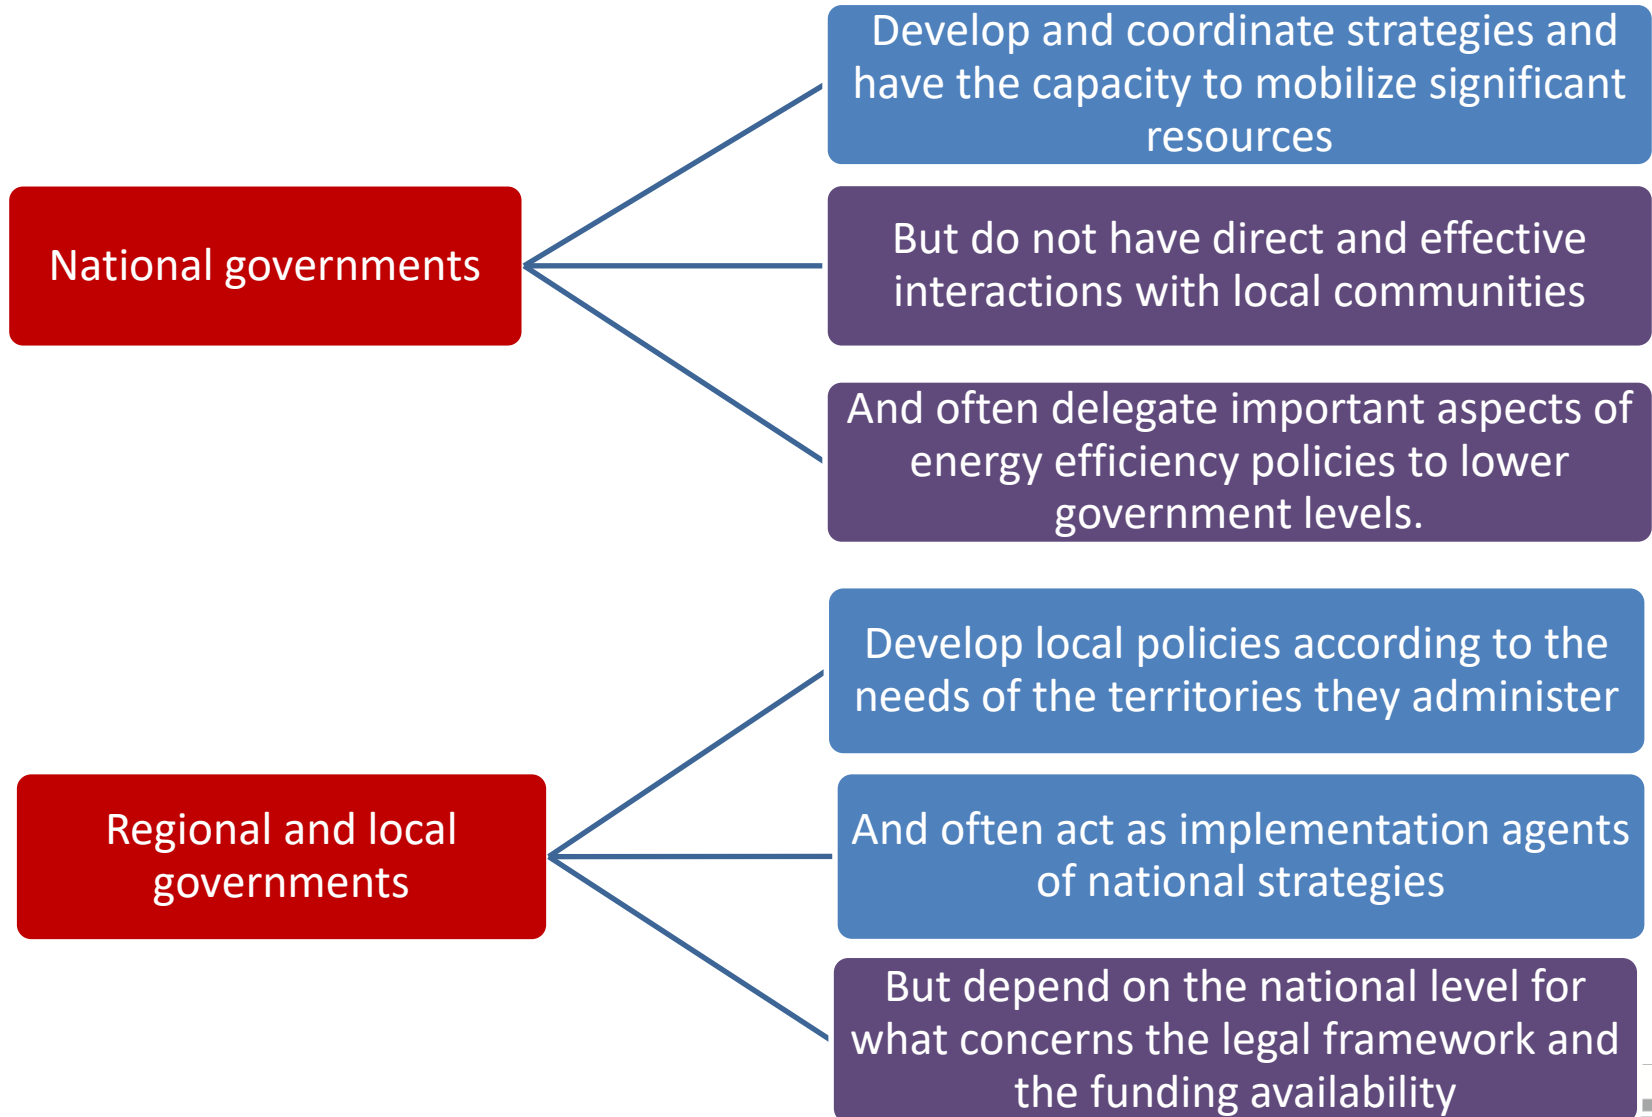 National governments
Develop and coordinate strategies and
have the capacity to mobilize significant
resources
But do not have direct and effective
interactions with local communities
And often delegate important aspects of
energy efficiency policies to lower
government levels.
Regional and local
governments
Develop local policies according to the
needs of the territories they administer
And often act as implementation agents
of national strategies
But depend on the national level for
what concerns the legal framework and
the funding availability